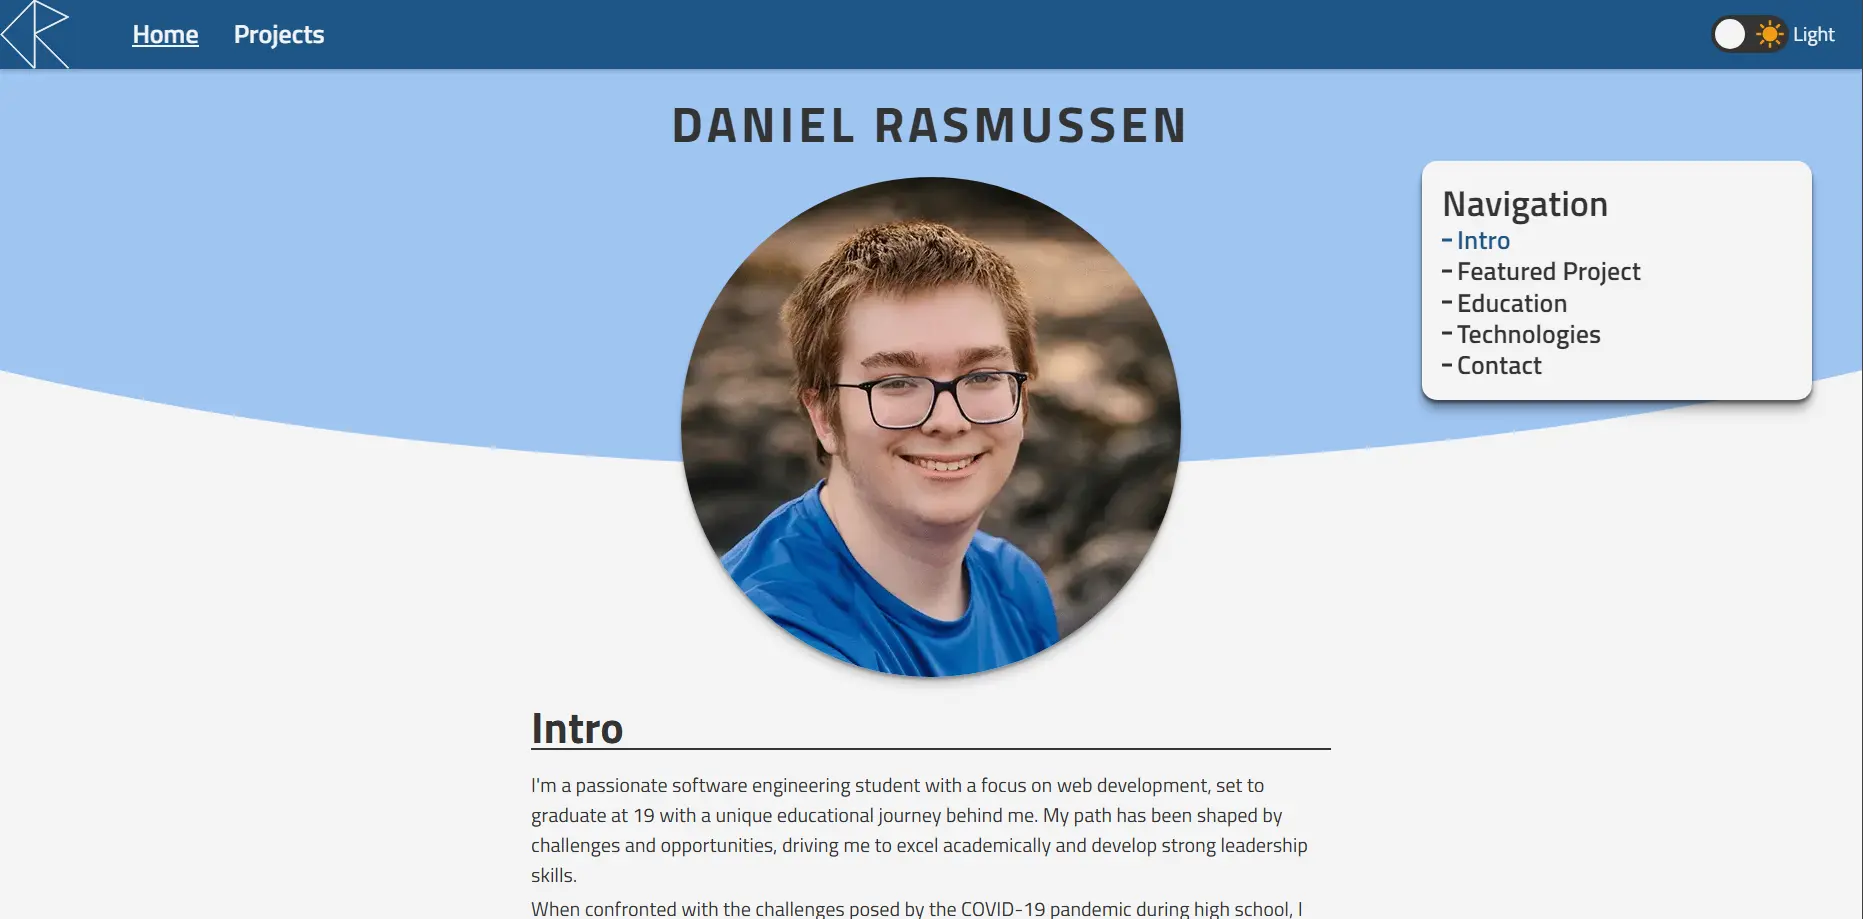 Home
Projects
Light
DANIEL RASMUSSEN
Navigation
- Intro
- Featured Project
- Education
- Technologies
- Contact
Intro
I'm a passionate software engineering student with a focus on web development, set to
graduate at 19 with a unique educational journey behind me. My path has been shaped by
challenges and opportunities, driving me to excel academically and develop strong leadership
skills.
When confronted with the challenges posed by the COVID-19 pandemic during high school, I